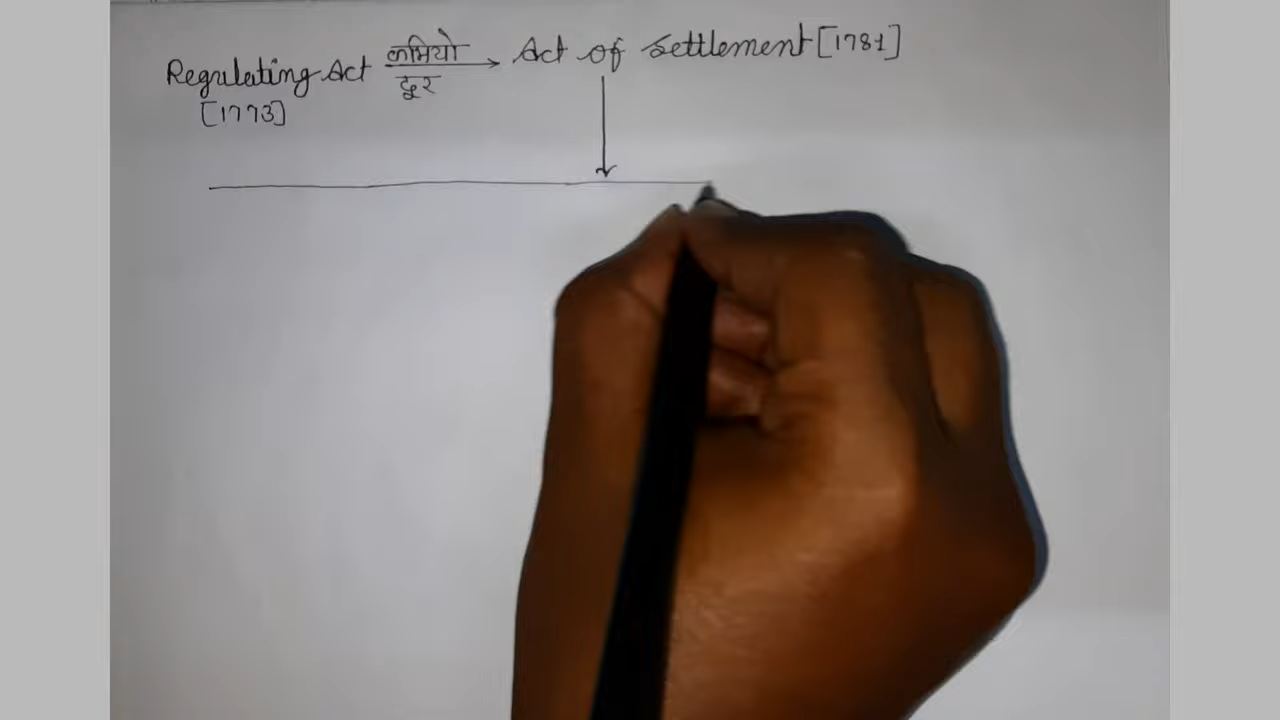 Regulating Act कमियो दूर → Act of Settlement [1781]
[1773]